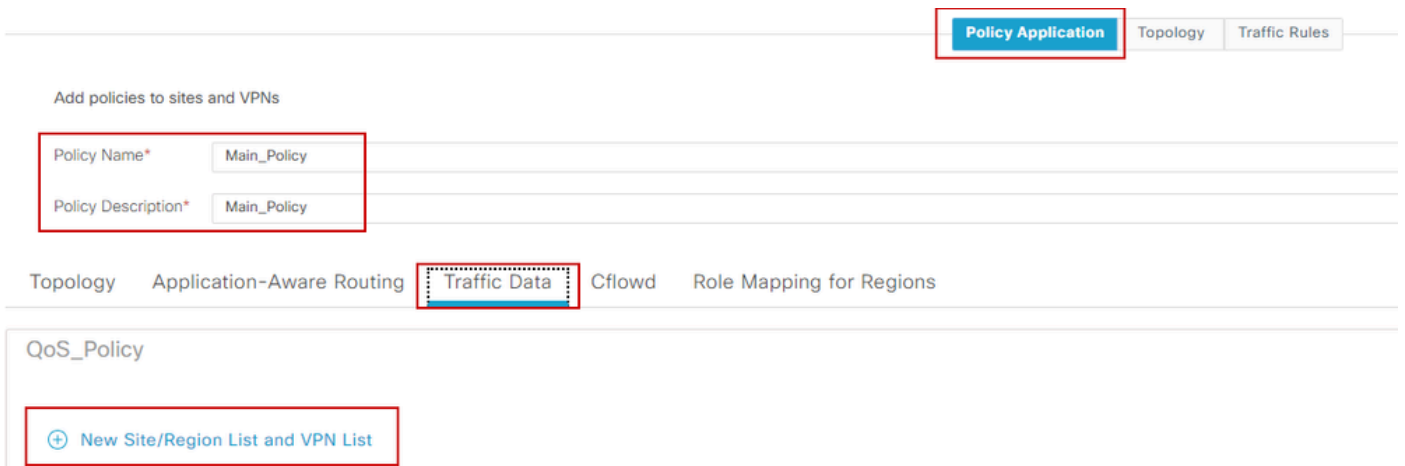 Policy Application Topology Traffic Rules
Add policies to sites and VPNs
Policy Name* Main_Policy
Policy Description* Main_Policy
Topology Application-Aware Routing Traffic Data Cflowd Role Mapping for Regions
QoS_Policy
New Site/Region List and VPN List